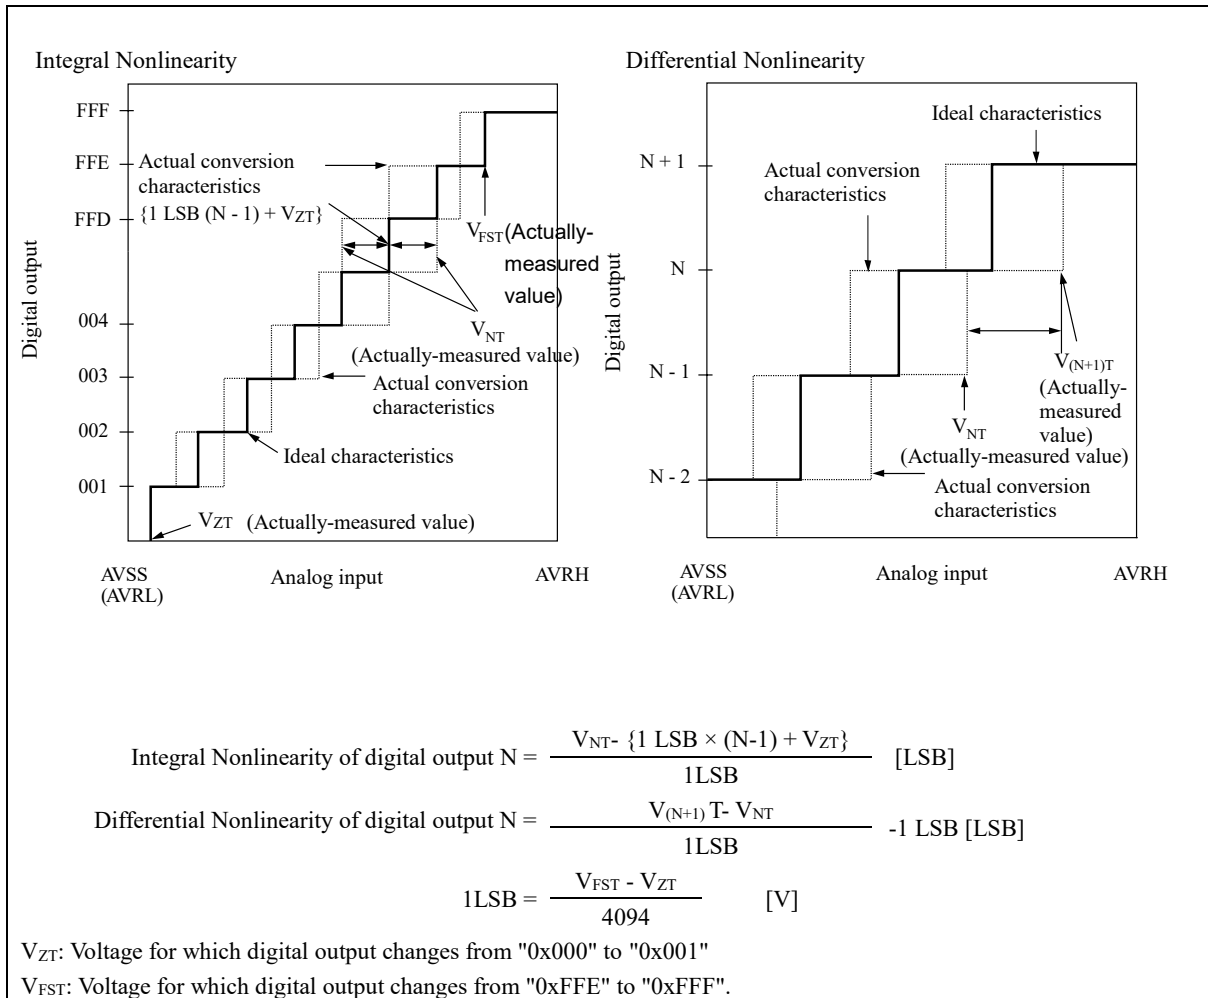 Integral Nonlinearity
FFF
FFE
FFD
004
003
002
001
Digital output
Actual conversion
characteristics
{1 LSB (N - 1) + VZT}
VFST(Actually-
measured
value)
VNT
(Actually-measured value)
Actual conversion
characteristics
Ideal characteristics
VZT (Actually-measured value)
AVSS
(AVRL)
Analog input
AVRH
Differential Nonlinearity
N + 1
N
N - 1
N - 2
Digital output
Ideal characteristics
Actual conversion
characteristics
V(N+1)T
(Actually-
measured
value)
VNT
(Actually-measured value)
Actual conversion
characteristics
AVSS
(AVRL)
Analog input
AVRH
Integral Nonlinearity of digital output N = VNT- {1 LSB × (N-1) + VZT} [LSB]
1LSB
Differential Nonlinearity of digital output N = V(N+1) T- VNT -1 LSB [LSB]
1LSB
1LSB = VFST - VZT [V]
4094
VZT: Voltage for which digital output changes from "0x000" to "0x001"
VFST: Voltage for which digital output changes from "0xFFE" to "0xFFF".